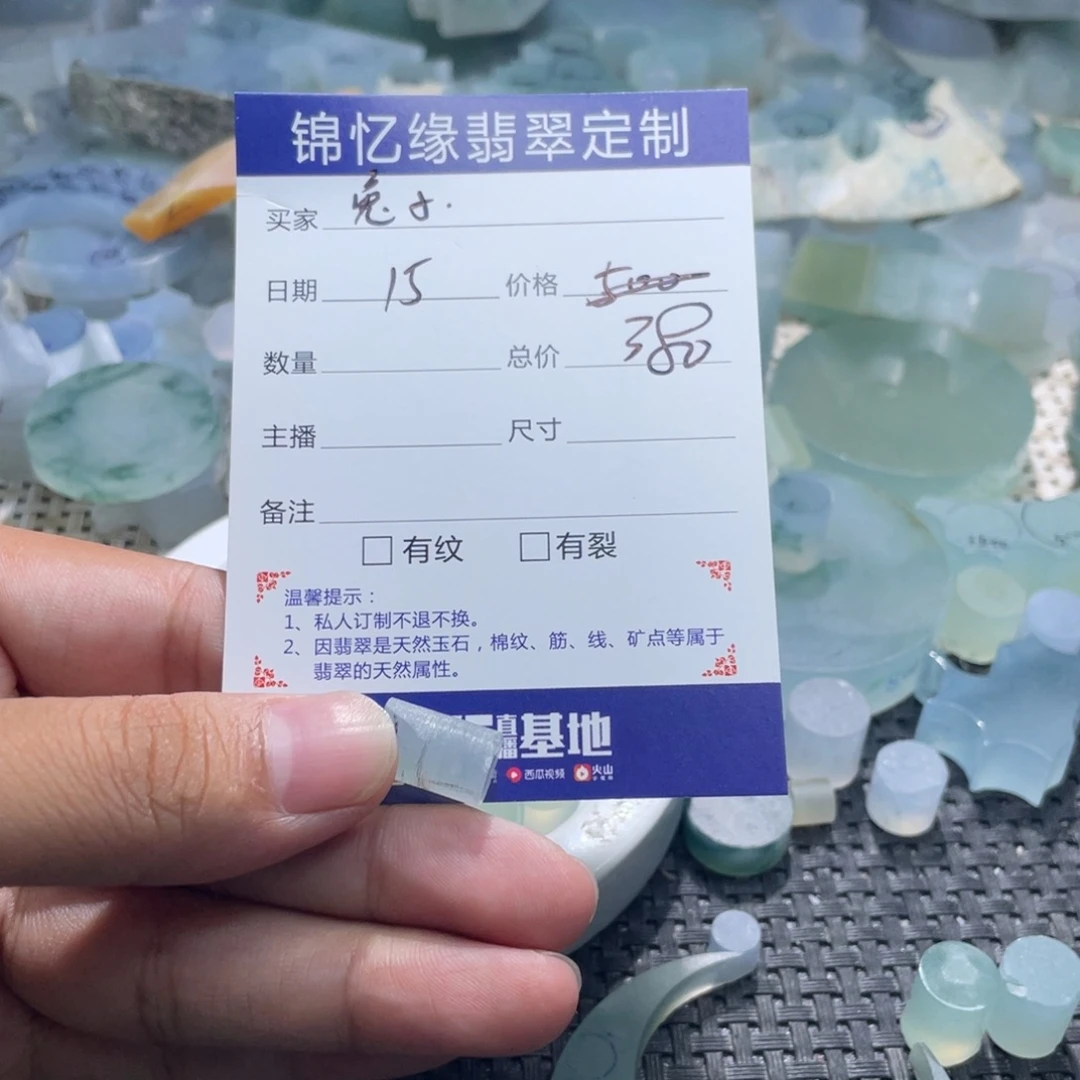 锦忆缘翡翠定制
买家 兔子.
日期 15 价格 500
数量 总价 380
主播 尺寸
备注
□ 有纹 □ 有裂
温馨提示：
1、私人订制不退不换。
2、因翡翠是天然玉石，棉纹、筋、线、矿点等属于
翡翠的天然属性。
直播基地
西瓜视频 火山